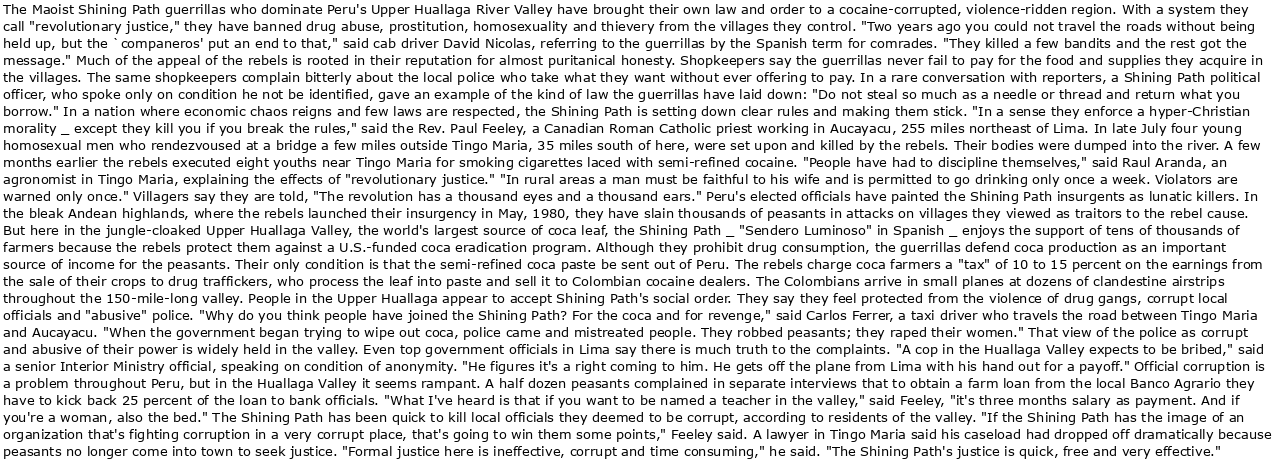 The Maoist Shining Path guerrillas who dominate Peru's Upper Huallaga River Valley have brought their own law and order to a cocaine-corrupted, violence-ridden region. With a system they
call "revolutionary justice," they have banned drug abuse, prostitution, homosexuality and thievery from the villages they control. "Two years ago you could not travel the roads without being
held up, but the `companeros' put an end to that," said cab driver David Nicolas, referring to the guerrillas by the Spanish term for comrades. "They killed a few bandits and the rest got the
message." Much of the appeal of the rebels is rooted in their reputation for almost puritanical honesty. Shopkeepers say the guerrillas never fail to pay for the food and supplies they acquire in
the villages. The same shopkeepers complain bitterly about the local police who take what they want without ever offering to pay. In a rare conversation with reporters, a Shining Path political
officer, who spoke only on condition he not be identified, gave an example of the kind of law the guerrillas have laid down: "Do not steal so much as a needle or thread and return what you
borrow." In a nation where economic chaos reigns and few laws are respected, the Shining Path is setting down clear rules and making them stick. "In a sense they enforce a hyper-Christian
morality _ except they kill you if you break the rules," said the Rev. Paul Feeley, a Canadian Roman Catholic priest working in Aucayacu, 255 miles northeast of Lima. In late July four young
homosexual men who rendezvoused at a bridge a few miles outside Tingo Maria, 35 miles south of here, were set upon and killed by the rebels. Their bodies were dumped into the river. A few
months earlier the rebels executed eight youths near Tingo Maria for smoking cigarettes laced with semi-refined cocaine. "People have had to discipline themselves," said Raul Aranda, an
agronomist in Tingo Maria, explaining the effects of "revolutionary justice." "In rural areas a man must be faithful to his wife and is permitted to go drinking only once a week. Violators are
warned only once." Villagers say they are told, "The revolution has a thousand eyes and a thousand ears." Peru's elected officials have painted the Shining Path insurgents as lunatic killers. In
the bleak Andean highlands, where the rebels launched their insurgency in May, 1980, they have slain thousands of peasants in attacks on villages they viewed as traitors to the rebel cause.
But here in the jungle-cloaked Upper Huallaga Valley, the world's largest source of coca leaf, the Shining Path _ "Sendero Luminoso" in Spanish _ enjoys the support of tens of thousands of
farmers because the rebels protect them against a U.S.-funded coca eradication program. Although they prohibit drug consumption, the guerrillas defend coca production as an important
source of income for the peasants. Their only condition is that the semi-refined coca paste be sent out of Peru. The rebels charge coca farmers a "tax" of 10 to 15 percent on the earnings from
the sale of their crops to drug traffickers, who process the leaf into paste and sell it to Colombian cocaine dealers. The Colombians arrive in small planes at dozens of clandestine airstrips
throughout the 150-mile-long valley. People in the Upper Huallaga appear to accept Shining Path's social order. They say they feel protected from the violence of drug gangs, corrupt local
officials and "abusive" police. "Why do you think people have joined the Shining Path? For the coca and for revenge," said Carlos Ferrer, a taxi driver who travels the road between Tingo Maria
and Aucayacu. "When the government began trying to wipe out coca, police came and mistreated people. They robbed peasants; they raped their women." That view of the police as corrupt
and abusive of their power is widely held in the valley. Even top government officials in Lima say there is much truth to the complaints. "A cop in the Huallaga Valley expects to be bribed," said
a senior Interior Ministry official, speaking on condition of anonymity. "He figures it's a right coming to him. He gets off the plane from Lima with his hand out for a payoff." Official corruption is
a problem throughout Peru, but in the Huallaga Valley it seems rampant. A half dozen peasants complained in separate interviews that to obtain a farm loan from the local Banco Agrario they
have to kick back 25 percent of the loan to bank officials. "What I've heard is that if you want to be named a teacher in the valley," said Feeley, "it's three months salary as payment. And if
you're a woman, also the bed." The Shining Path has been quick to kill local officials they deemed to be corrupt, according to residents of the valley. "If the Shining Path has the image of an
organization that's fighting corruption in a very corrupt place, that's going to win them some points," Feeley said. A lawyer in Tingo Maria said his caseload had dropped off dramatically because
peasants no longer come into town to seek justice. "Formal justice here is ineffective, corrupt and time consuming," he said. "The Shining Path's justice is quick, free and very effective."